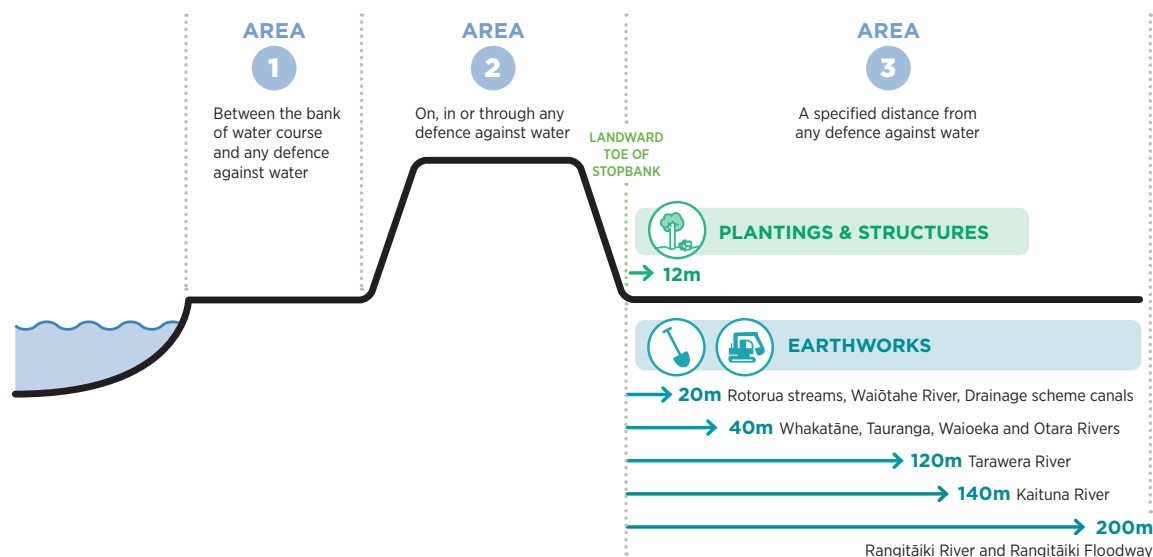 AREA
1
Between the bank
of water course
and any defence
against water
AREA
2
On, in or through any
defence against water
LANDWARD
TOE OF
STOPBANK
AREA
3
A specified distance from
any defence against water
PLANTINGS & STRUCTURES
12m
EARTHWORKS
20m Rotorua streams, Waiōtahe River, Drainage scheme canals
40m Whakatāne, Tauranga, Waioeka and Otara Rivers
120m Tarawera River
140m Kaituna River
200m
Rangitāiki River and Rangitāiki Floodway